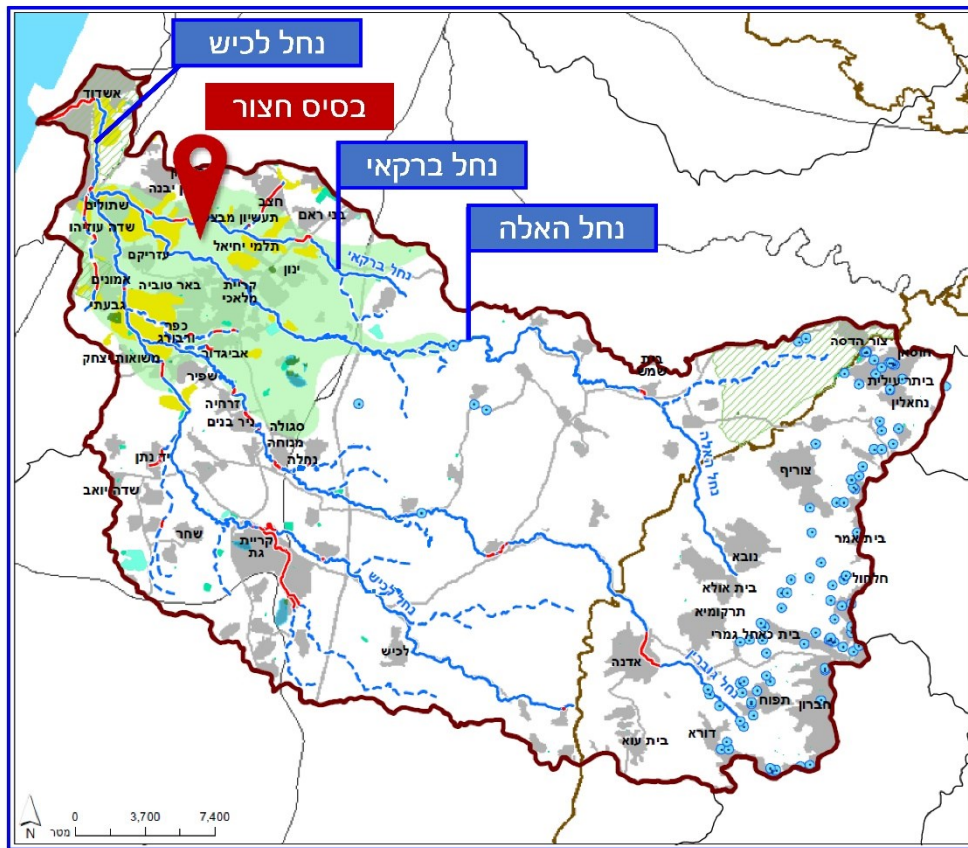 נחל לכיש
בסיס חצור
נחל ברקאי
נחל האלה
אשדוד
יבנה
שתולים
שדה עוזיהו
חצב
בני ראם
תלמי יחיאל
ינון
נחל ברקאי
עזריקם
אמונים
באר טוביה
קריית
מלאכי
גבעתי
כפר
ורבורג
אביגדור
משואות יצחק
שפיר
זרחיה
ניר בנים
סגולה
מנוחה
נחלה
יד נתן
שדה יואב
שחר
קריית
גת
נחל לכיש
לכיש
בית
שמש
נחל האלה
צור הדסה
חוסאן
ביתר עילית
נחאלין
צוריף
בית אמר
נובא
בית אולא
חלחול
תרקומיא
בית כאחל גמרי
אדנה
נחל גוברין
תפוח
חברון
דורא
בית עוא
0 3,700 7,400
מטר
N